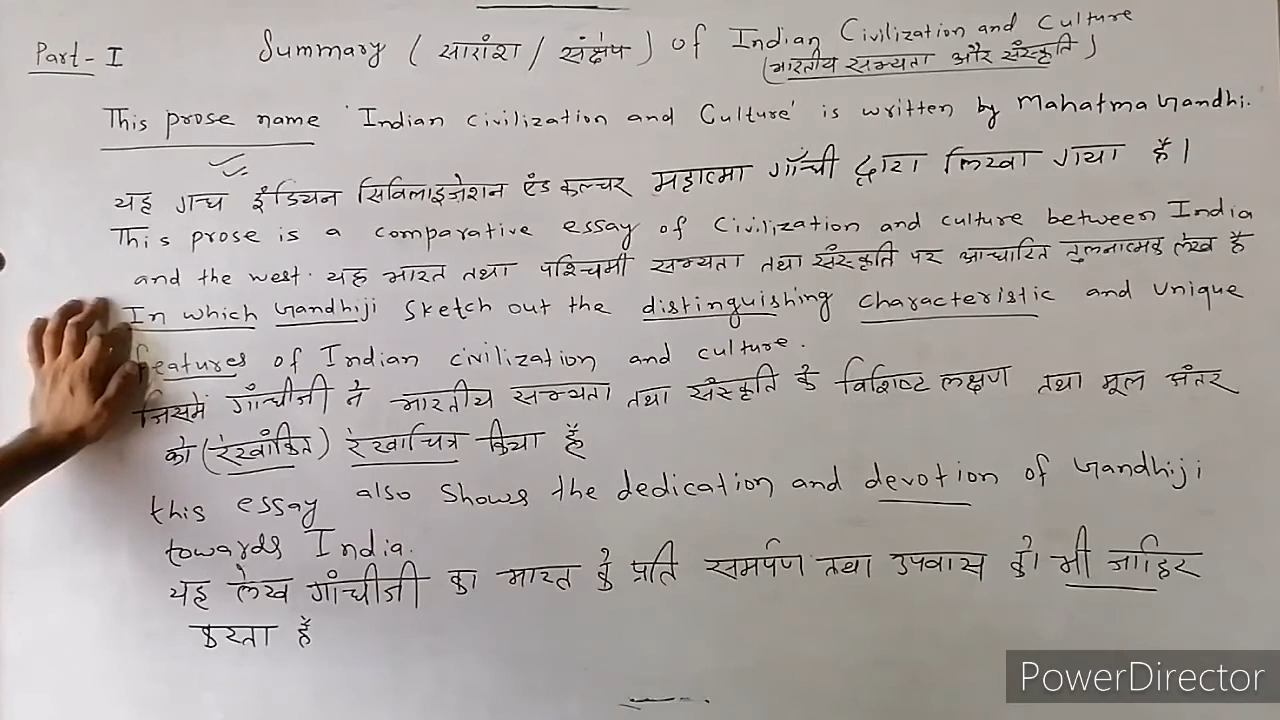 Part-I Summary (सारांश / संक्षेप) of Indian Civilization and Culture
(भारतीय सभ्यता और संस्कृति)
This prose name 'Indian civilization and Culture' is written by Mahatma Gandhi.
यह गद्य इंडियन सिविलाइजेशन एंड कल्चर महात्मा गाँधी द्वारा लिखा गया है।
This prose is a comparative essay of Civilization and culture between India
and the west. यह भारत तथा पश्चिमी सभ्यता तथा संस्कृति पर आधारित तुलनात्मक लेख है
In which Gandhiji sketch out the distinguishing characteristic and unique
features of Indian civilization and culture.
जिसमें गाँधीजी ने भारतीय सभ्यता तथा संस्कृति के विशिष्ट लक्षण तथा मूल अंतर
को (रेखांकित) रेखाचित्र किया है
this essay also shows the dedication and devotion of Gandhiji
towards India.
यह लेख गांधीजी का भारत के प्रति समर्पण तथा उपवास को भी जाहिर
करता है
PowerDirector